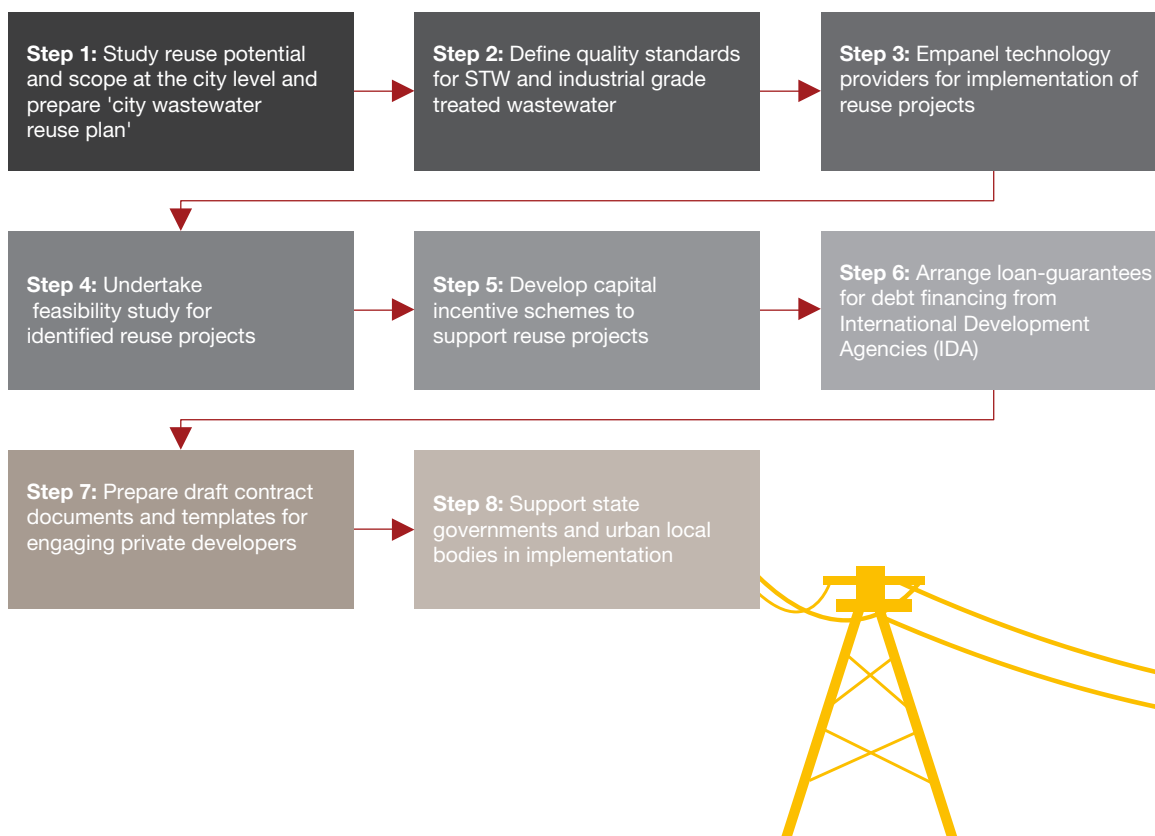 Step 1: Study reuse potential
and scope at the city level and
prepare 'city wastewater
reuse plan'
Step 2: Define quality standards
for STW and industrial grade
treated wastewater
Step 3: Empanel technology
providers for implementation of
reuse projects
Step 4: Undertake
feasibility study for
identified reuse projects
Step 5: Develop capital
incentive schemes to
support reuse projects
Step 6: Arrange loan-guarantees
for debt financing from
International Development
Agencies (IDA)
Step 7: Prepare draft contract
documents and templates for
engaging private developers
Step 8: Support state
governments and urban local
bodies in implementation